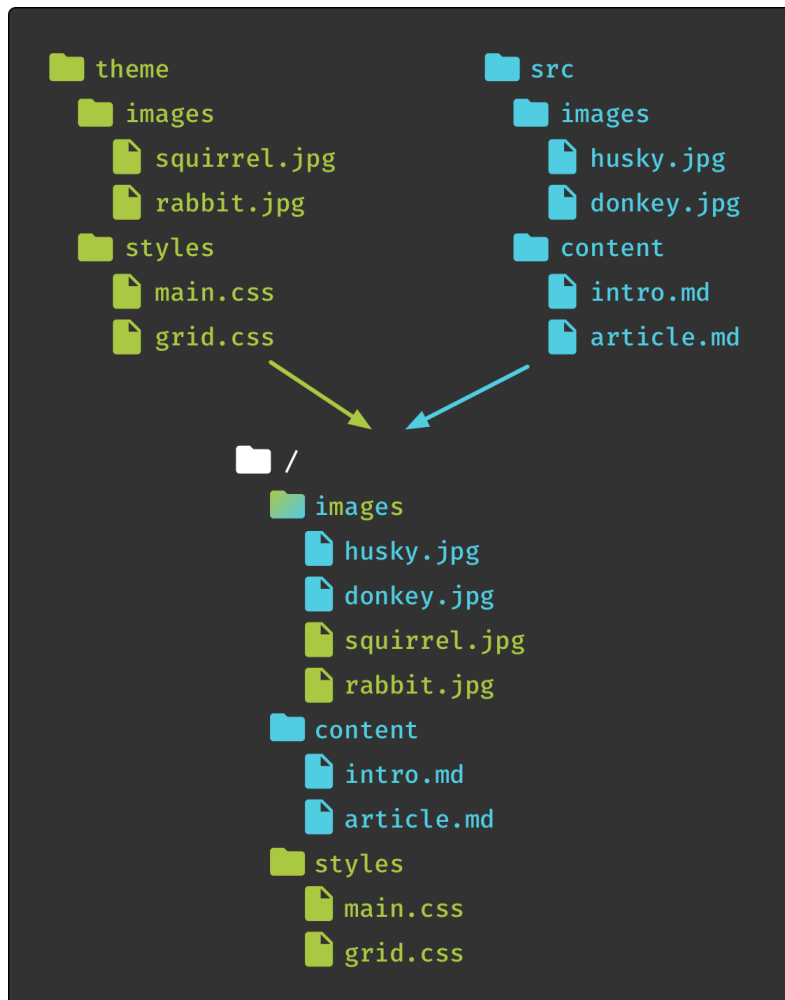 theme
images
squirrel.jpg
rabbit.jpg
styles
main.css
grid.css
src
images
husky.jpg
donkey.jpg
content
intro.md
article.md
/
images
husky.jpg
donkey.jpg
squirrel.jpg
rabbit.jpg
content
intro.md
article.md
styles
main.css
grid.css